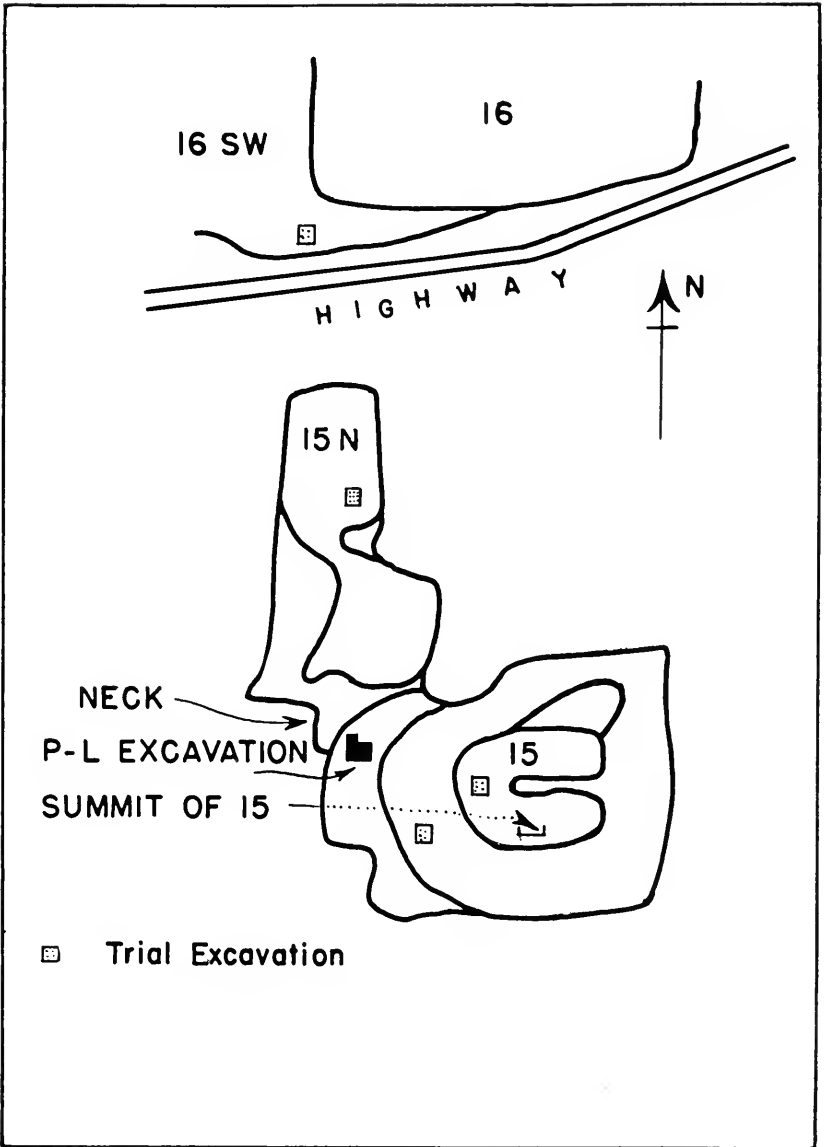 16
16 SW
HIGHWAY
N
15 N
NECK
P-L EXCAVATION
15
SUMMIT OF 15
Trial Excavation